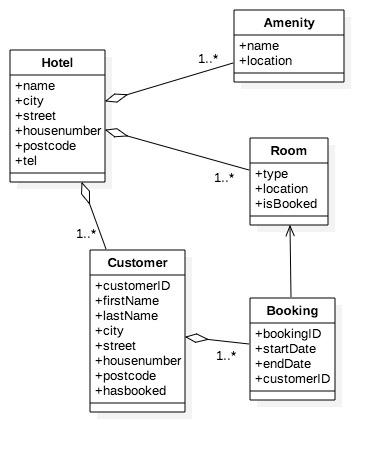 Hotel
+name
+city
+street
+housenumber
+postcode
+tel
Amenity
+name
+location
1..*
Room
+type
+location
+isBooked
1..*
Customer
+customerID
+firstName
+lastName
+city
+street
+housenumber
+postcode
+hasbooked
1..*
Booking
+bookingID
+startDate
+endDate
+customerID
1..*